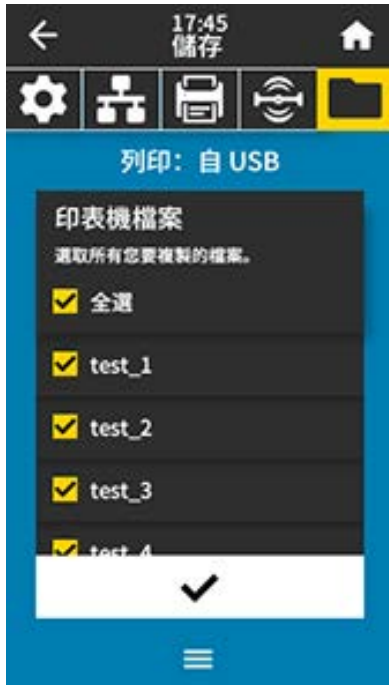 17:45
儲存
列印：自 USB
印表機檔案
選取所有您要複製的檔案。
全選
test_1
test_2
test_3
test_4